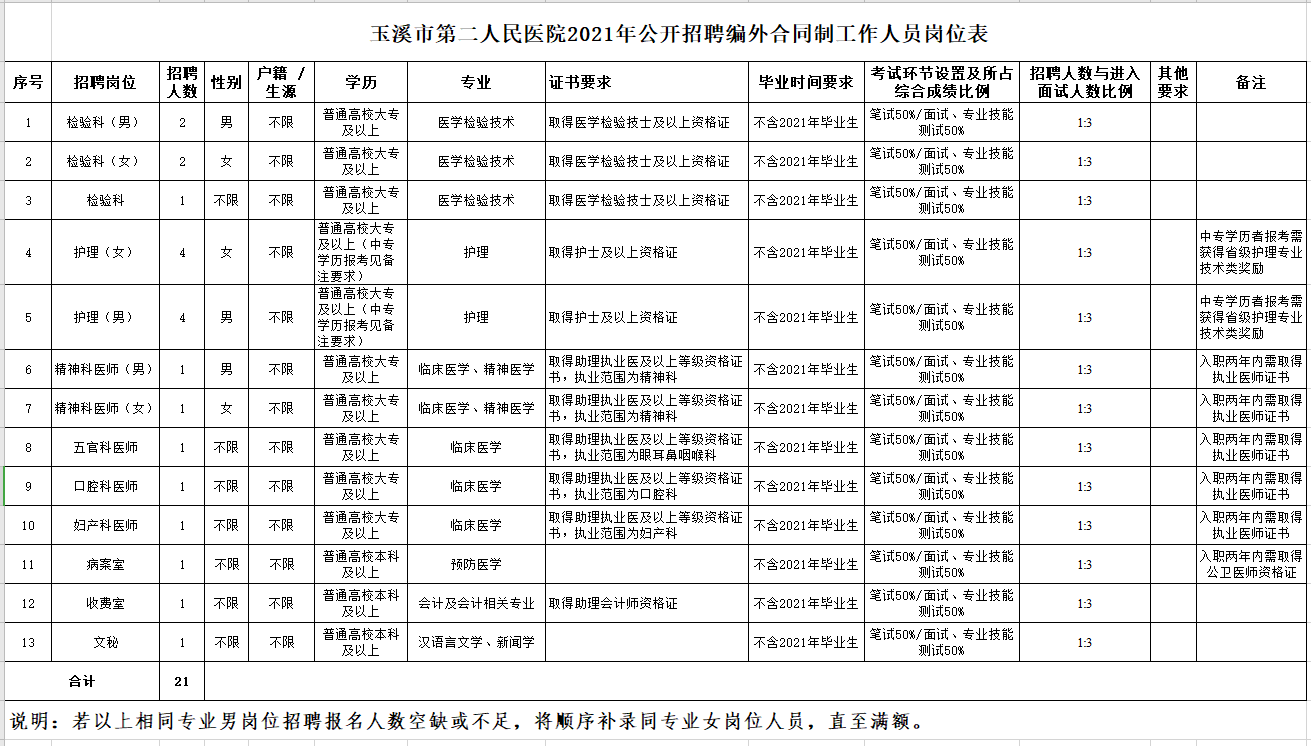 玉溪市第二人民医院2021年公开招聘编外合同制工作人员岗位表
序号 招聘岗位 招聘人数 性别 户籍 /生源 学历 专业 证书要求 毕业时间要求 考试环节设置及所占综合成绩比例 招聘人数与进入面试人数比例 其他要求 备注
1 检验科（男） 2 男 不限 普通高校大专及以上 医学检验技术 取得医学检验技士及以上资格证 不含2021年毕业生 笔试50%/面试、专业技能测试50% 1:3
2 检验科（女） 2 女 不限 普通高校大专及以上 医学检验技术 取得医学检验技士及以上资格证 不含2021年毕业生 笔试50%/面试、专业技能测试50% 1:3
3 检验科 1 不限 不限 普通高校大专及以上 医学检验技术 取得医学检验技士及以上资格证 不含2021年毕业生 笔试50%/面试、专业技能测试50% 1:3
4 护理（女） 4 女 不限 普通高校大专及以上（中专学历报考见备注要求） 护理 取得护士及以上资格证 不含2021年毕业生 笔试50%/面试、专业技能测试50% 1:3 中专学历者报考需获得省级护理专业技术类奖励
5 护理（男） 4 男 不限 普通高校大专及以上（中专学历报考见备注要求） 护理 取得护士及以上资格证 不含2021年毕业生 笔试50%/面试、专业技能测试50% 1:3 中专学历者报考需获得省级护理专业技术类奖励
6 精神科医师（男） 1 男 不限 普通高校大专及以上 临床医学、精神医学 取得助理执业医及以上等级资格证书，执业范围为精神科 不含2021年毕业生 笔试50%/面试、专业技能测试50% 1:3 入职两年内需取得执业医师证书
7 精神科医师（女） 1 女 不限 普通高校大专及以上 临床医学、精神医学 取得助理执业医及以上等级资格证书，执业范围为精神科 不含2021年毕业生 笔试50%/面试、专业技能测试50% 1:3 入职两年内需取得执业医师证书
8 五官科医师 1 不限 不限 普通高校大专及以上 临床医学 取得助理执业医及以上等级资格证书，执业范围为眼耳鼻咽喉科 不含2021年毕业生 笔试50%/面试、专业技能测试50% 1:3 入职两年内需取得执业医师证书
9 口腔科医师 1 不限 不限 普通高校大专及以上 临床医学 取得助理执业医及以上等级资格证书，执业范围为口腔科 不含2021年毕业生 笔试50%/面试、专业技能测试50% 1:3 入职两年内需取得执业医师证书
10 妇产科医师 1 不限 不限 普通高校大专及以上 临床医学 取得助理执业医及以上等级资格证书，执业范围为妇产科 不含2021年毕业生 笔试50%/面试、专业技能测试50% 1:3 入职两年内需取得执业医师证书
11 病案室 1 不限 不限 普通高校本科及以上 预防医学 不含2021年毕业生 笔试50%/面试、专业技能测试50% 1:3 入职两年内需取得公卫医师资格证
12 收费室 1 不限 不限 普通高校本科及以上 会计及会计相关专业 取得助理会计师资格证 不含2021年毕业生 笔试50%/面试、专业技能测试50% 1:3
13 文秘 1 不限 不限 普通高校本科及以上 汉语言文学、新闻学 不含2021年毕业生 笔试50%/面试、专业技能测试50% 1:3
合计 21
说明：若以上相同专业男岗位招聘报名人数空缺或不足，将顺序补录同专业女岗位人员，直至满额。